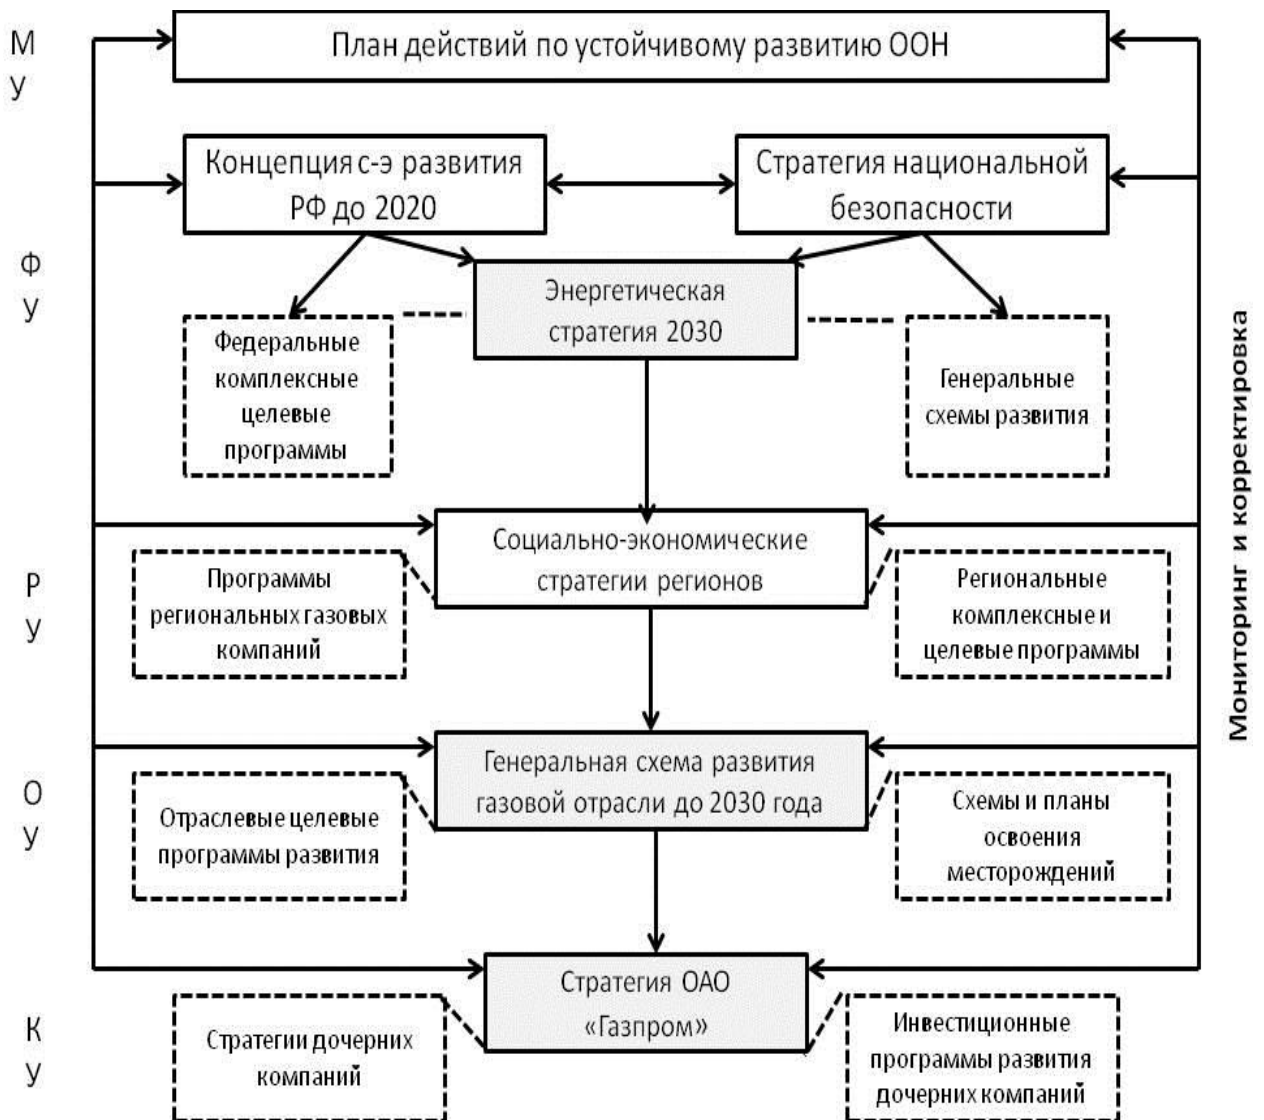 М
У
План действий по устойчивому развитию ООН
Концепция с-э развития
РФ до 2020
Стратегия национальной
безопасности
Ф
У
Энергетическая
стратегия 2030
Федеральные
комплексные
целевые
программы
Генеральные
схемы развития
Мониторинг и корректировка
Социально-экономические
стратегии регионов
Р
У
Программы
региональных газовых
компаний
Региональные
комплексные и
целевые программы
Генеральная схема развития
газовой отрасли до 2030 года
О
У
Отраслевые целевые
программы развития
Схемы и планы
освоения
месторождений
Стратегия ОАО
«Газпром»
К
У
Стратегии дочерних
компаний
Инвестиционные
программы развития
дочерних компаний